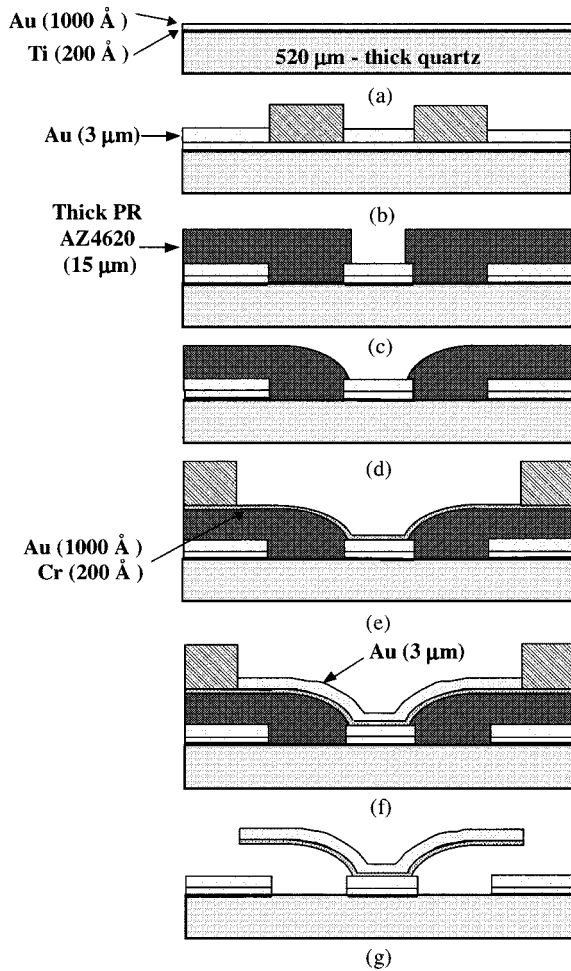 Au (1000 Å)
Ti (200 Å )
520 µm - thick quartz
(a)
Au (3 µm)
(b)
Thick PR
AZ4620
(15 µm)
(c)
(d)
Au (1000 Å )
Cr (200 Å )
(e)
Au (3 µm)
(f)
(g)